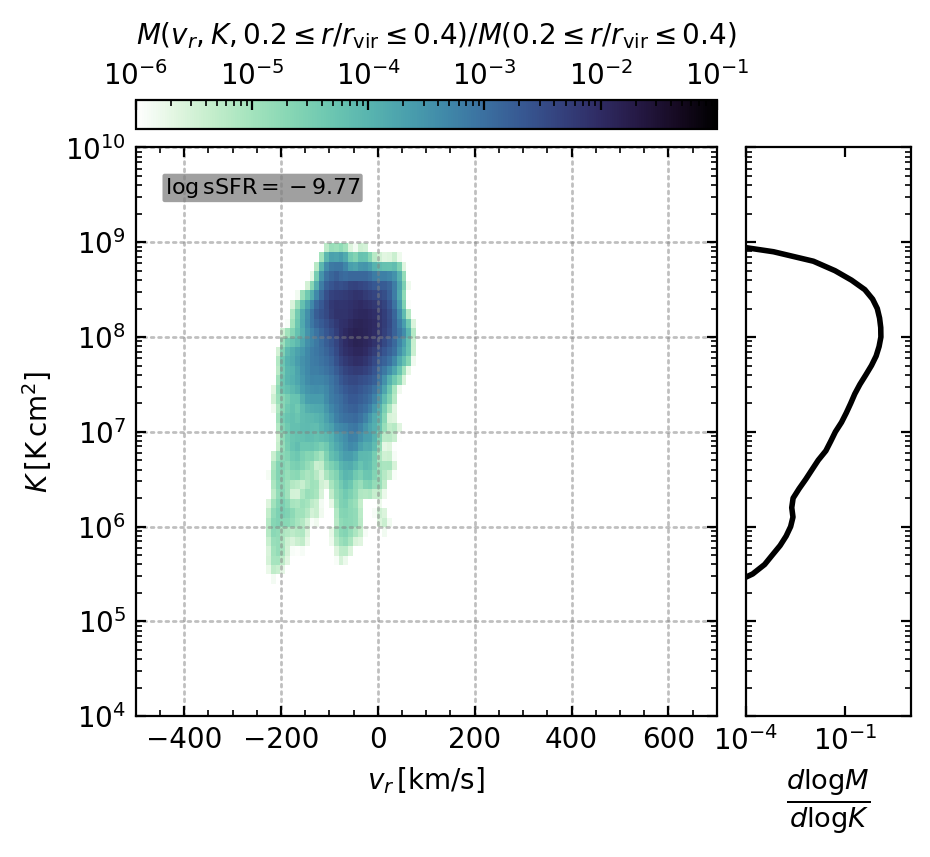 M(v_r, K, 0.2 ≤ r/r_vir ≤ 0.4)/M(0.2 ≤ r/r_vir ≤ 0.4)
10^−6 10^−5 10^−4 10^−3 10^−2 10^−1
10^10
log sSFR = −9.77
10^9
10^8
10^7
10^6
10^5
10^4
K [K cm^2]
−400 −200 0 200 400 600
v_r [km/s]
10^−4 10^−1
dlogM
dlogK